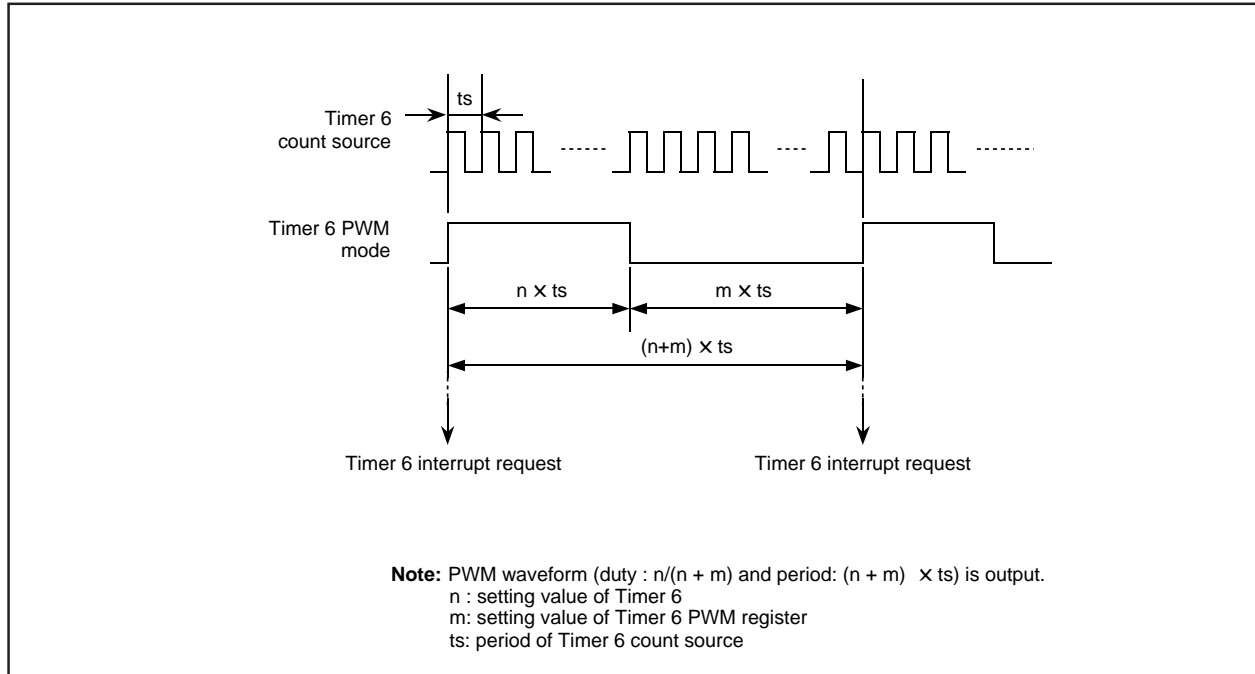 ts
Timer 6
count source
Timer 6 PWM
mode
n × ts
m × ts
(n+m) × ts
Timer 6 interrupt request
Timer 6 interrupt request
Note: PWM waveform (duty : n/(n + m) and period: (n + m) × ts) is output.
n : setting value of Timer 6
m: setting value of Timer 6 PWM register
ts: period of Timer 6 count source